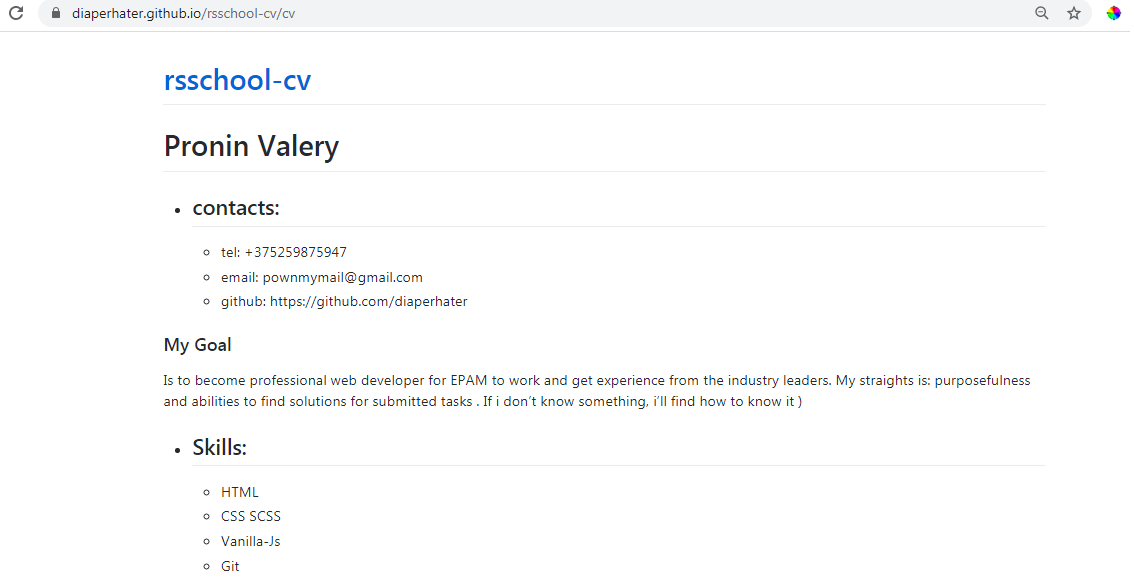 diaperhater.github.io/rsschool-cv/cv
rsschool-cv
Pronin Valery
contacts:
tel: +375259875947
email: pownmymail@gmail.com
github: https://github.com/diaperhater
My Goal
Is to become professional web developer for EPAM to work and get experience from the industry leaders. My straights is: purposefulness
and abilities to find solutions for submitted tasks . If i don’t know something, i’ll find how to know it )
Skills:
HTML
CSS SCSS
Vanilla-Js
Git